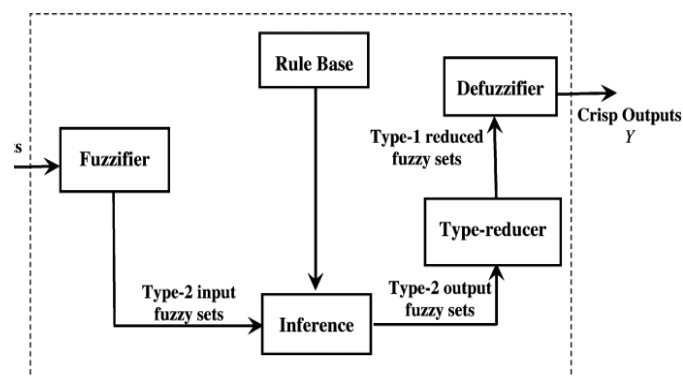 Rule Base
Defuzzifier
Crisp Outputs
Y
Type-1 reduced
fuzzy sets
Fuzzifier
Type-reducer
Type-2 input
fuzzy sets
Type-2 output
fuzzy sets
Inference